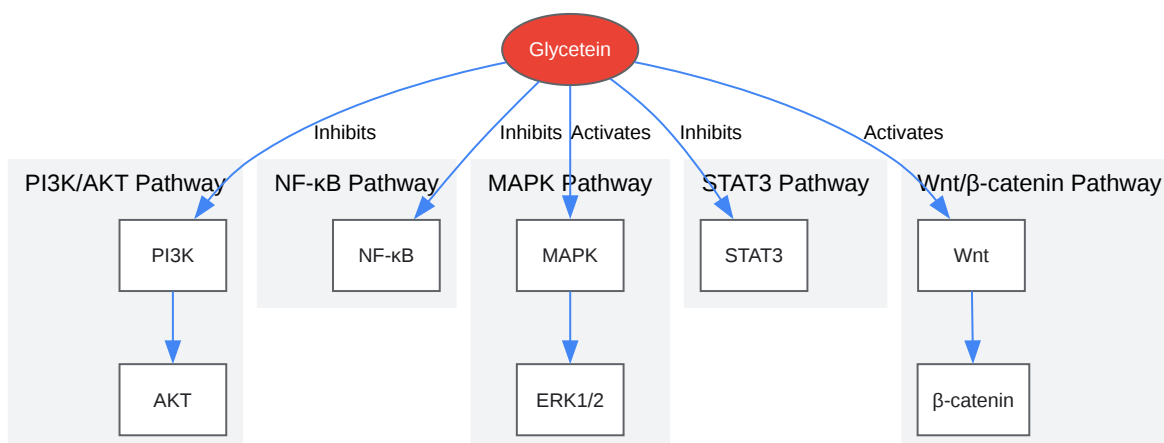 Glycetein
Inhibits
Inhibits
Activates
Inhibits
Activates
PI3K/AKT Pathway
NF-κB Pathway
MAPK Pathway
STAT3 Pathway
Wnt/β-catenin Pathway
PI3K
NF-κB
MAPK
STAT3
Wnt
AKT
ERK1/2
β-catenin